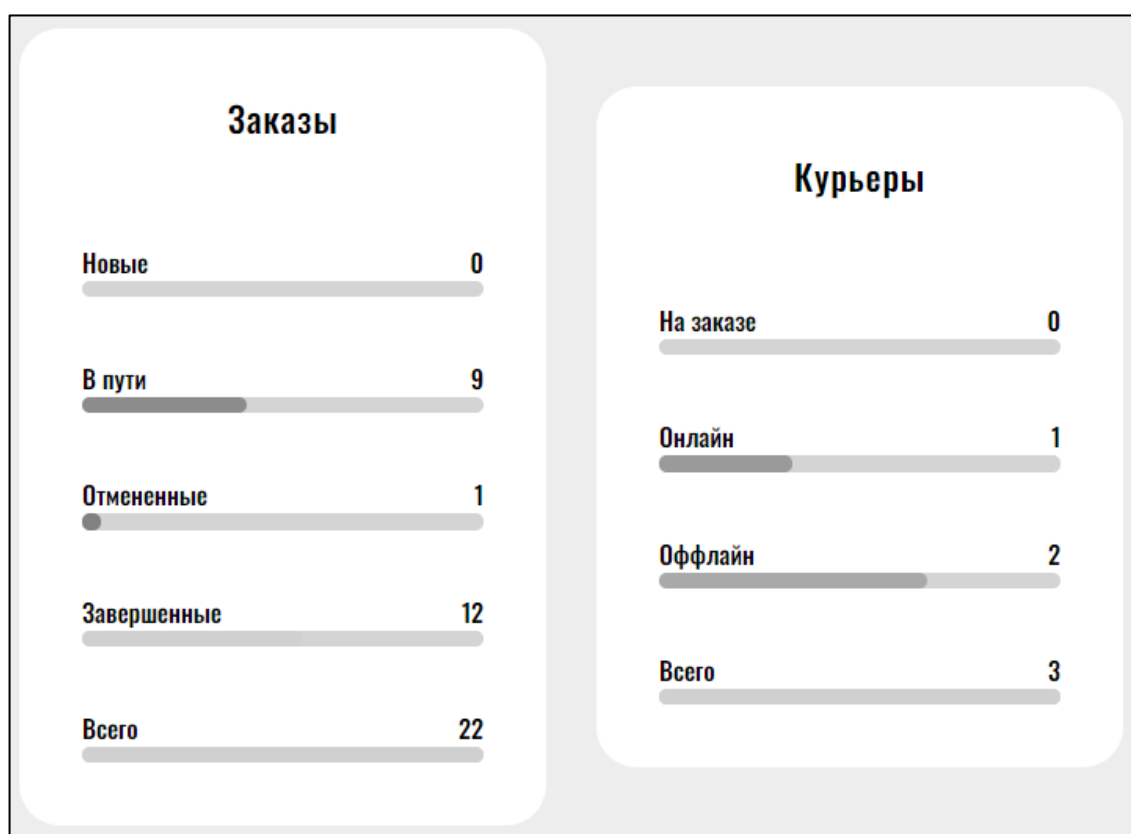 Заказы
Новые 0
В пути 9
Отмененные 1
Завершенные 12
Всего 22
Курьеры
На заказе 0
Онлайн 1
Оффлайн 2
Всего 3